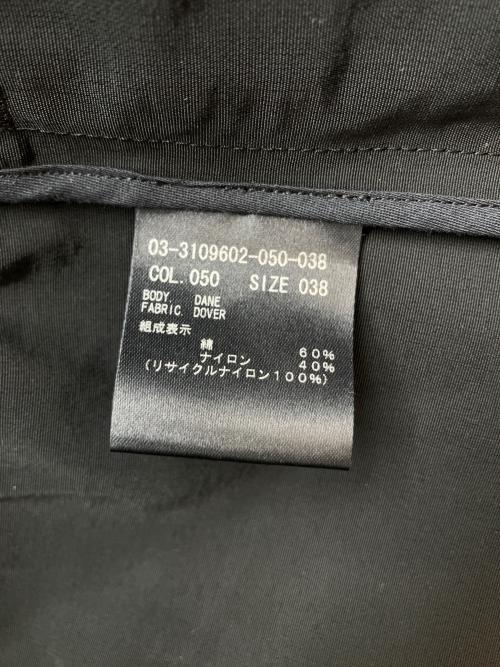 03-3109602-050-038
COL.050 SIZE 038
BODY. DANE
FABRIC. DOVER
組成表示
綿 60%
ナイロン 40%
(リサイクルナイロン100%)